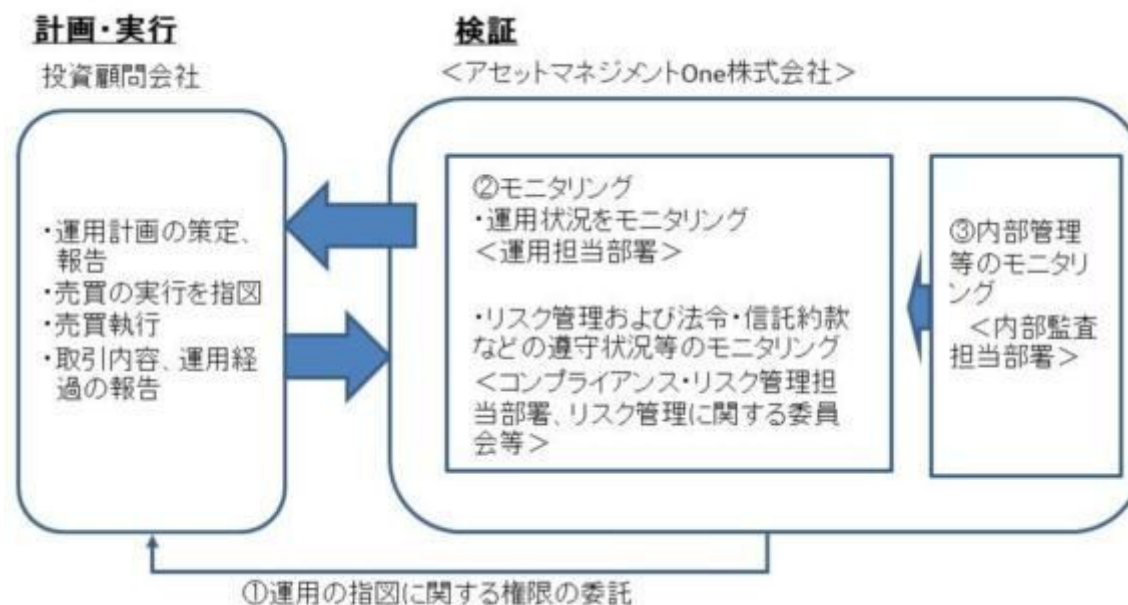 計画・実行
投資顧問会社
・運用計画の策定、
報告
・売買の実行を指図
・売買執行
・取引内容、運用経
過の報告
検証
＜アセットマネジメントOne株式会社＞
②モニタリング
・運用状況をモニタリング
＜運用担当部署＞
・リスク管理および法令・信託約款
などの遵守状況等のモニタリング
＜コンプライアンス・リスク管理担
当部署、リスク管理に関する委員
会等＞
③内部管理
等のモニタリ
ング
＜内部監査
担当部署＞
①運用の指図に関する権限の委託